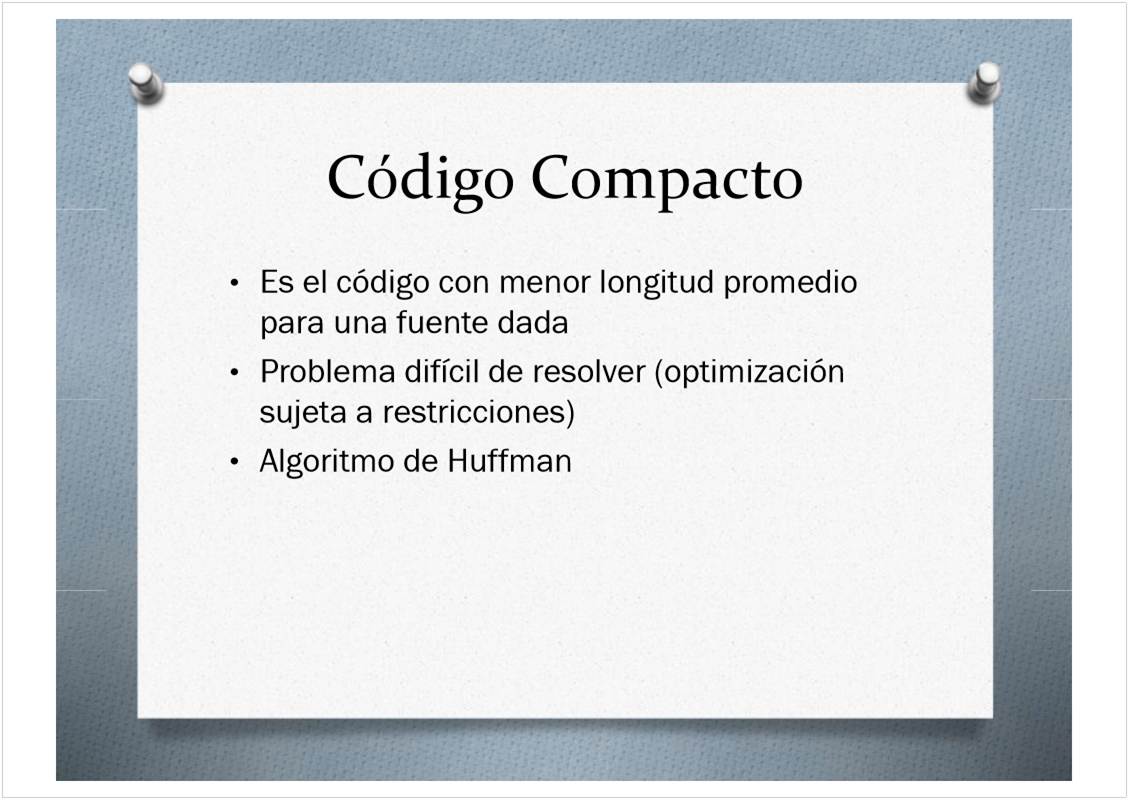 Código Compacto
• Es el código con menor longitud promedio
para una fuente dada
• Problema difícil de resolver (optimización
sujeta a restricciones)
• Algoritmo de Huffman